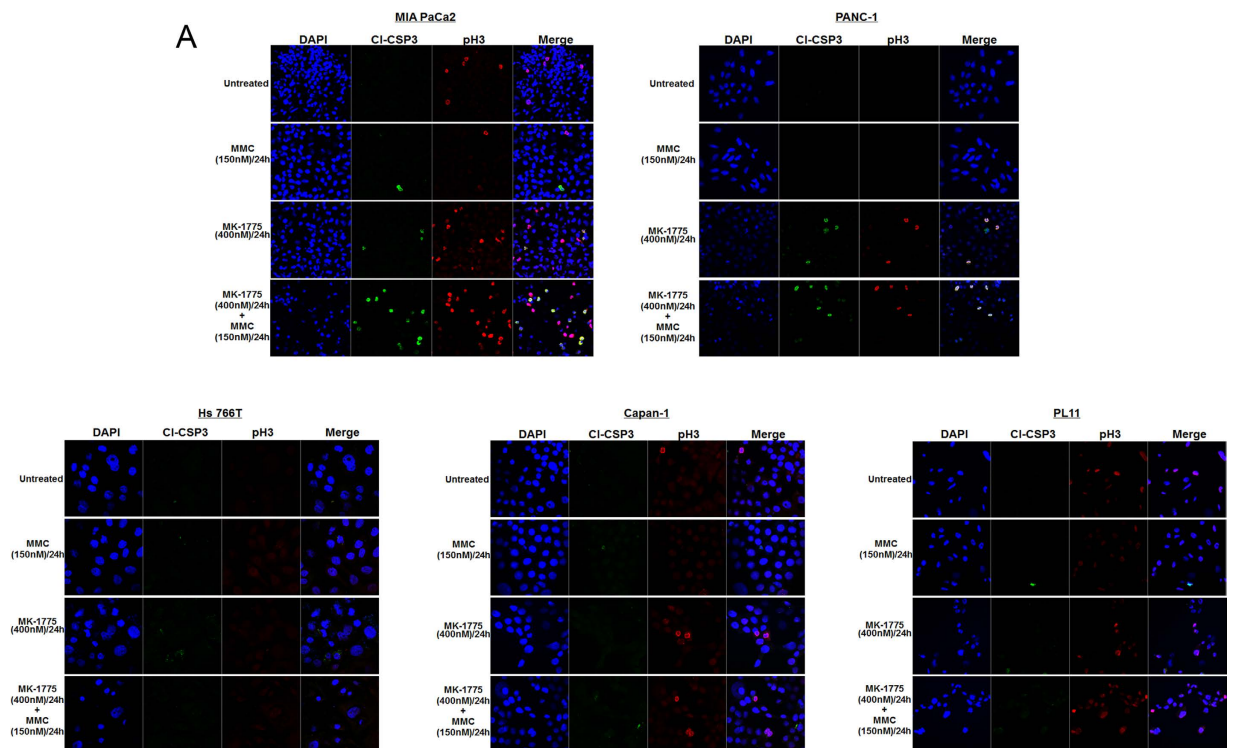 A
MIA PaCa2
DAPI Cl-CSP3 pH3 Merge
Untreated
MMC
(150nM)/24h
MK-1775
(400nM)/24h
MK-1775
(400nM)/24h
+
MMC
(150nM)/24h
PANC-1
DAPI Cl-CSP3 pH3 Merge
Untreated
MMC
(150nM)/24h
MK-1775
(400nM)/24h
MK-1775
(400nM)/24h
+
MMC
(150nM)/24h
Hs 766T
DAPI Cl-CSP3 pH3 Merge
Untreated
MMC
(150nM)/24h
MK-1775
(400nM)/24h
MK-1775
(400nM)/24h
+
MMC
(150nM)/24h
Capan-1
DAPI Cl-CSP3 pH3 Merge
Untreated
MMC
(150nM)/24h
MK-1775
(400nM)/24h
MK-1775
(400nM)/24h
+
MMC
(150nM)/24h
PL11
DAPI Cl-CSP3 pH3 Merge
Untreated
MMC
(150nM)/24h
MK-1775
(400nM)/24h
MK-1775
(400nM)/24h
+
MMC
(150nM)/24h